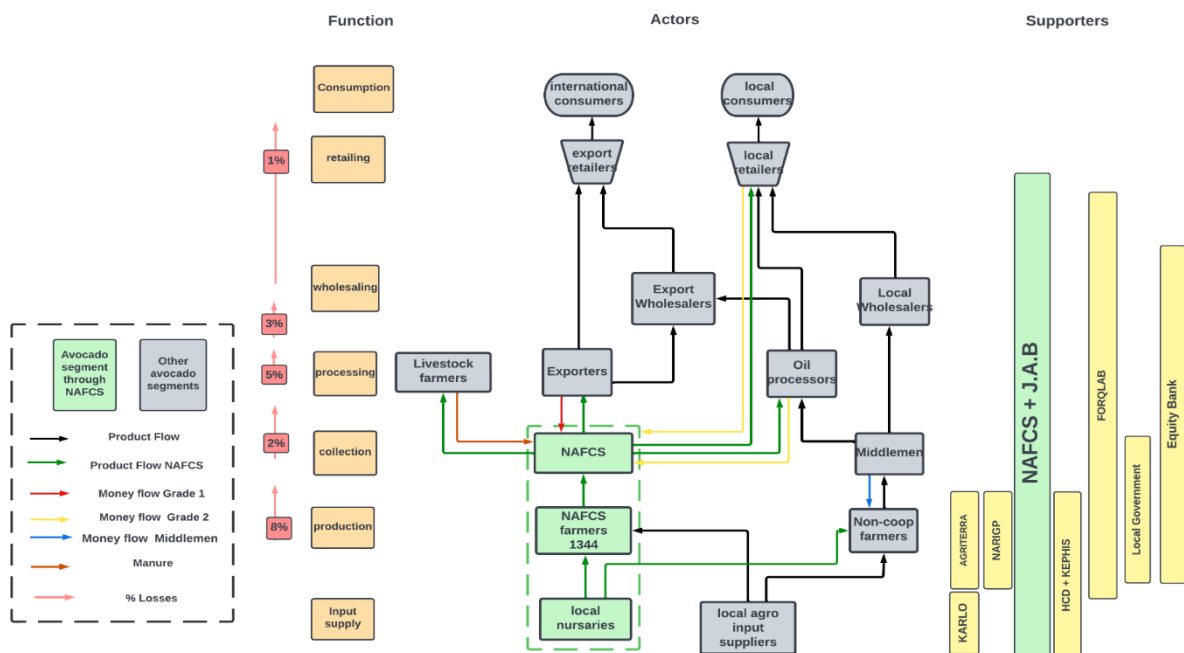 Function
Actors
Supporters
Consumption
international
consumers
local
consumers
1%
retailing
export
retailers
local
retailers
wholesaling
Export
Wholesalers
Local
Wholesalers
3%
Avocado
segment
through
NAFCS
Other
avocado
segments
5%
processing
Livestock
farmers
Exporters
Oil
processors
Product Flow
Product Flow NAFCS
Money flow Grade 1
Money flow Grade 2
Money flow Middlemen
Manure
% Losses
2%
collection
NAFCS
Middlemen
8%
production
NAFCS
farmers
1344
Non-coop
farmers
Input
supply
local
nursaries
local agro
input
suppliers
AGRITERRA
KARLO
NARIGP
NAFCS + J.A.B
HCD + KEPHIS
FORQLAB
Local Government
Equity Bank